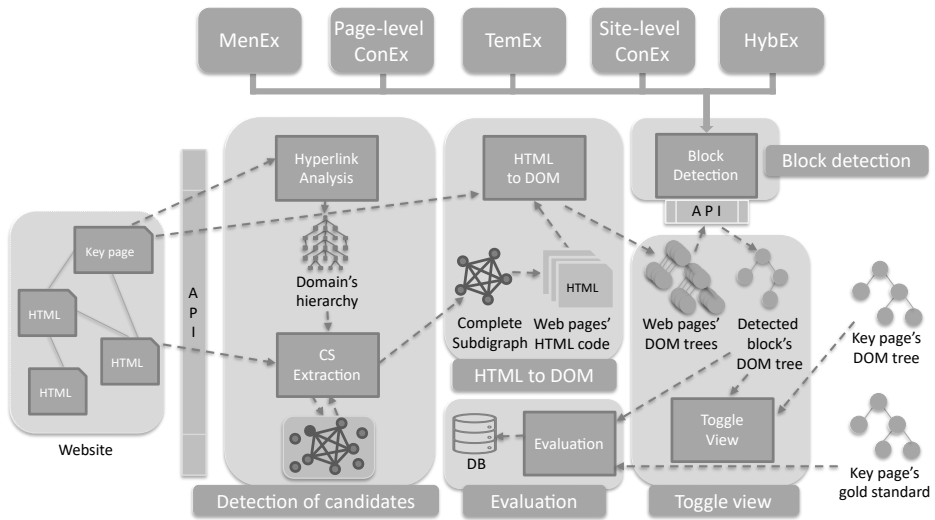 MenEx
Page-level
ConEx
TemEx
Site-level
ConEx
HybEx
Hyperlink
Analysis
HTML
to DOM
Block
Detection
Block detection
API
Key page
HTML
HTML
HTML
Website
A
P
I
Domain's
hierarchy
CS
Extraction
Detection of candidates
Complete
Subdigraph
HTML
Web pages'
HTML code
HTML to DOM
Web pages'
DOM trees
Detected
block's
DOM tree
Key page's
DOM tree
DB
Evaluation
Evaluation
Toggle
View
Toggle view
Key page's
gold standard